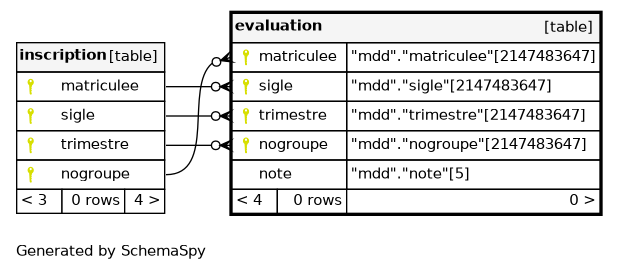 evaluation [table]
inscription [table]
matriculee "mdd"."matriculee"[2147483647]
matriculee
sigle "mdd"."sigle"[2147483647]
sigle
trimestre "mdd"."trimestre"[2147483647]
trimestre
nogroupe "mdd"."nogroupe"[2147483647]
nogroupe
note "mdd"."note"[5]
< 3 0 rows 4 >
< 4 0 rows 0 >
Generated by SchemaSpy